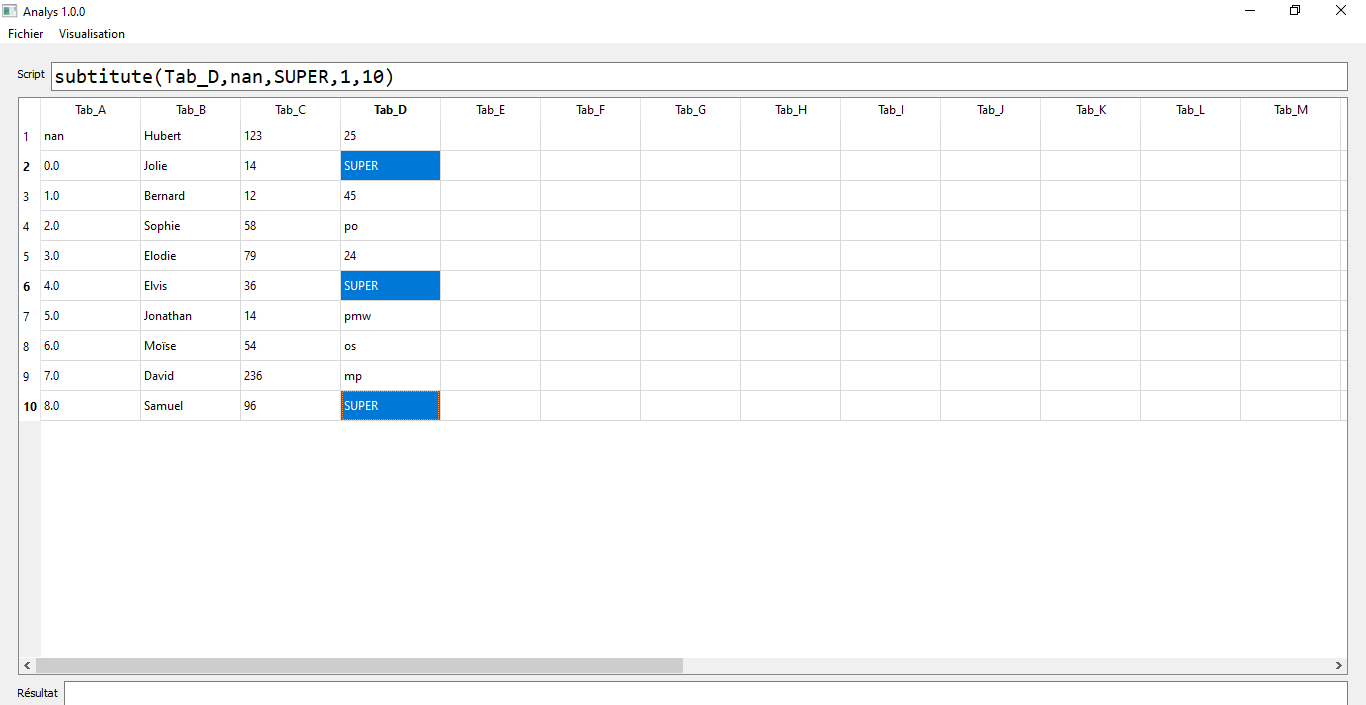 Analys 1.0.0
Fichier Visualisation
Script subtitute(Tab_D,nan,SUPER,1,10)
Tab_A Tab_B Tab_C Tab_D Tab_E Tab_F Tab_G Tab_H Tab_I Tab_J Tab_K Tab_L Tab_M
1 nan Hubert 123 25
2 0.0 Jolie 14 SUPER
3 1.0 Bernard 12 45
4 2.0 Sophie 58 po
5 3.0 Elodie 79 24
6 4.0 Elvis 36 SUPER
7 5.0 Jonathan 14 pmw
8 6.0 Moïse 54 os
9 7.0 David 236 mp
10 8.0 Samuel 96 SUPER
Résultat